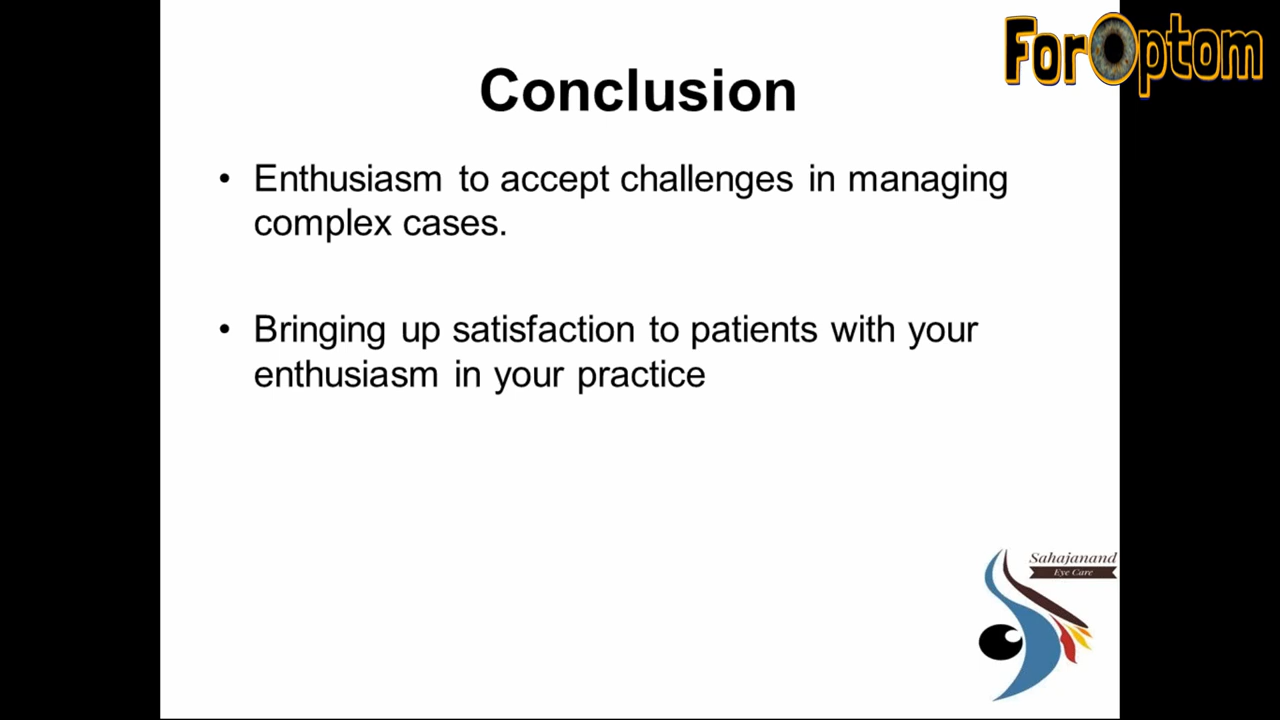 ForOptom
Conclusion
• Enthusiasm to accept challenges in managing
complex cases.
• Bringing up satisfaction to patients with your
enthusiasm in your practice
Sahajanand
Eye Care